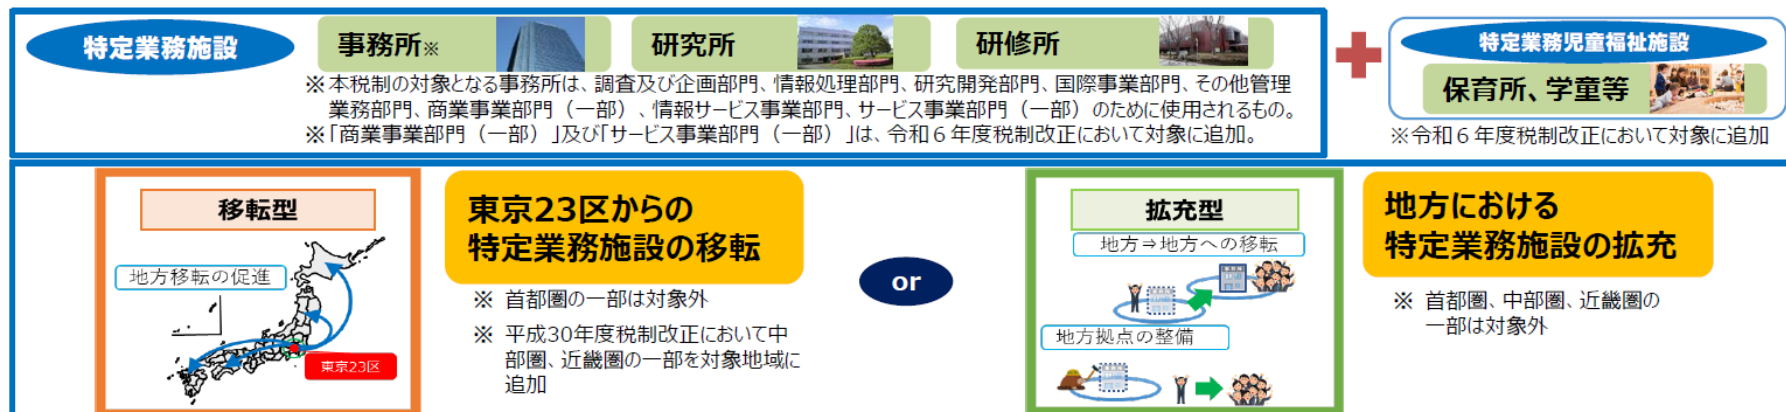 特定業務施設
事務所※
研究所
研修所
※本税制の対象となる事務所は、調査及び企画部門、情報処理部門、研究開発部門、国際事業部門、その他管理
業務部門、商業事業部門（一部）、情報サービス事業部門、サービス事業部門（一部）のために使用されるもの。
※「商業事業部門（一部）」及び「サービス事業部門（一部）」は、令和６年度税制改正において対象に追加。
特定業務児童福祉施設
保育所、学童等
※令和６年度税制改正において対象に追加
移転型
地方移転の促進
東京23区
東京23区からの
特定業務施設の移転
※ 首都圏の一部は対象外
※ 平成30年度税制改正において中
部圏、近畿圏の一部を対象地域に
追加
or
拡充型
地方⇒地方への移転
地方拠点の整備
地方における
特定業務施設の拡充
※ 首都圏、中部圏、近畿圏の
一部は対象外